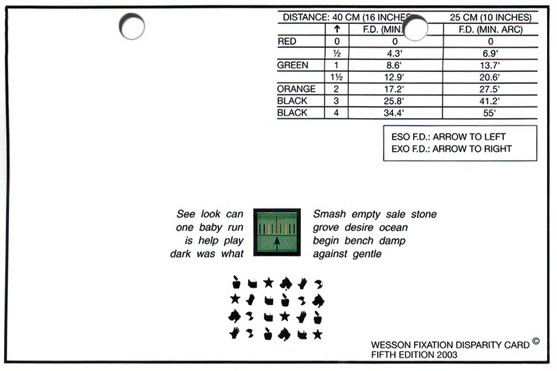 DISTANCE: 40 CM (16 INCHES) 25 CM (10 INCHES)
↑ F.D. (MIN. F.D. (MIN. ARC)
RED 0 0 0
½ 4.3' 6.9'
GREEN 1 8.6' 13.7'
1½ 12.9' 20.6'
ORANGE 2 17.2' 27.5'
BLACK 3 25.8' 41.2'
BLACK 4 34.4' 55'
ESO F.D.: ARROW TO LEFT
EXO F.D.: ARROW TO RIGHT
See look can
one baby run
is help play
dark was what
Smash empty sale stone
grove desire ocean
begin bench damp
against gentle
WESSON FIXATION DISPARITY CARD ©
FIFTH EDITION 2003